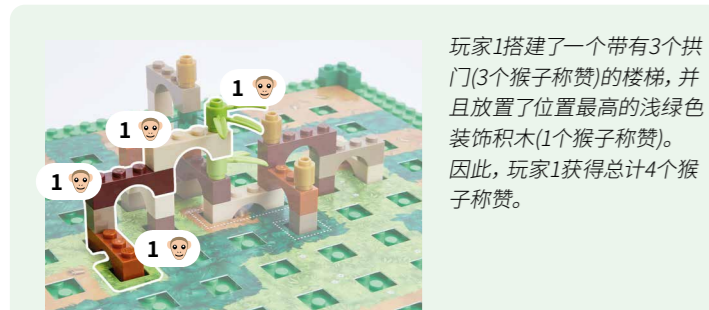 1
1
1
1
玩家1搭建了一个带有3个拱
门(3个猴子称赞)的楼梯，并
且放置了位置最高的浅绿色
装饰积木(1个猴子称赞)。
因此，玩家1获得总计4个猴
子称赞。